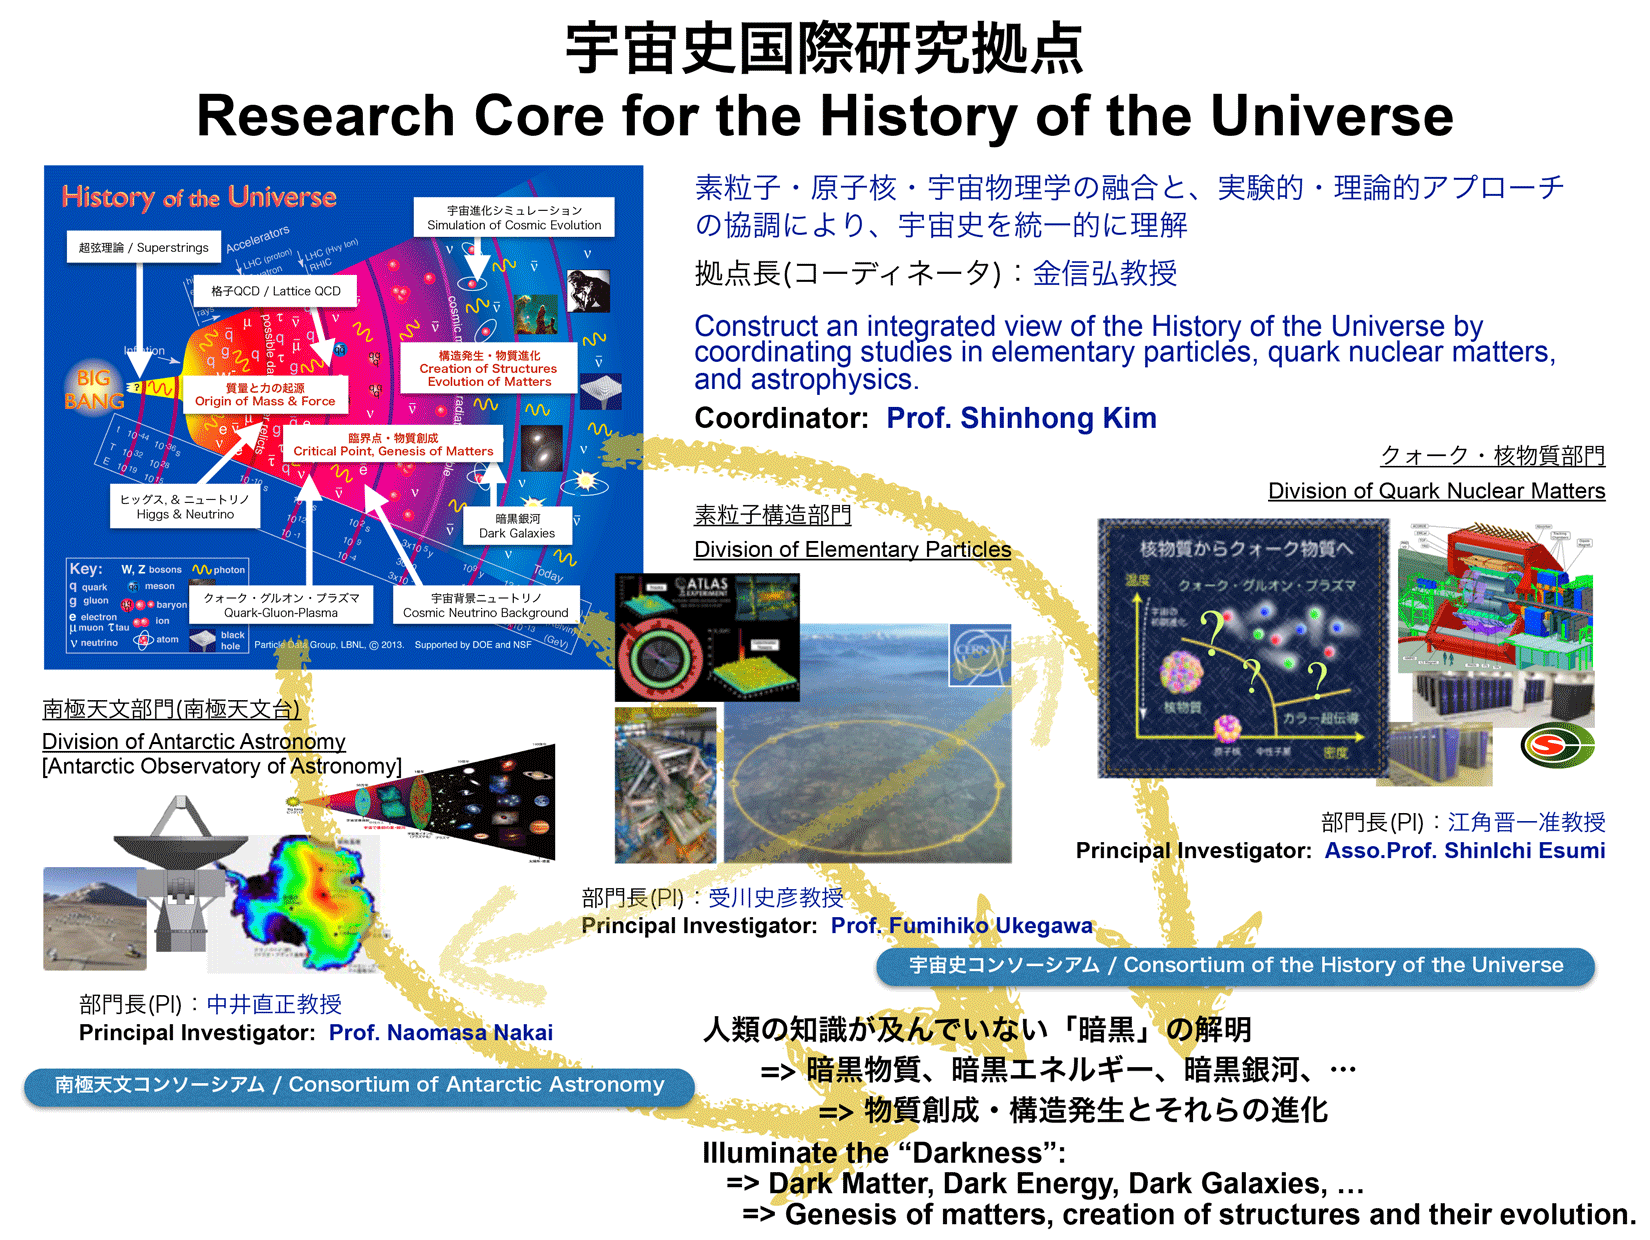 宇宙史国際研究拠点
Research Core for the History of the Universe
History of the Universe
宇宙進化シミュレーション
Simulation of Cosmic Evolution
超弦理論 / Superstrings
Accelerators
LHC (proton)
LHC (Hvy Ion)
RHIC
格子QCD / Lattice QCD
Inflation
BIG
BANG
質量と力の起源
Origin of Mass & Force
構造発生・物質進化
Creation of Structures
Evolution of Matters
臨界点・物質創成
Critical Point, Genesis of Matters
ヒッグス, & ニュートリノ
Higgs & Neutrino
暗黒銀河
Dark Galaxies
クォーク・グルオン・プラズマ
Quark-Gluon-Plasma
宇宙背景ニュートリノ
Cosmic Neutrino Background
Today
Key:
W, Z bosons
photon
q quark
meson
g gluon
baryon
e electron
ion
μ muon τ tau
ν neutrino
atom
black
hole
Particle Data Group, LBNL, © 2013. Supported by DOE and NSF
素粒子・原子核・宇宙物理学の融合と、実験的・理論的アプローチ
の協調により、宇宙史を統一的に理解
拠点長(コーディネータ)：金信弘教授
Construct an integrated view of the History of the Universe by
coordinating studies in elementary particles, quark nuclear matters,
and astrophysics.
Coordinator: Prof. Shinhong Kim
クォーク・核物質部門
Division of Quark Nuclear Matters
核物質からクォーク物質へ
温度
クォーク・グルオン・プラズマ
宇宙の
初期進化
核物質
カラー超伝導
原子核
中性子星
密度
部門長(PI)：江角晋一准教授
Principal Investigator: Asso.Prof. ShinIchi Esumi
素粒子構造部門
Division of Elementary Particles
ATLAS
EXPERIMENT
CERN
部門長(PI)：受川史彦教授
Principal Investigator: Prof. Fumihiko Ukegawa
南極天文部門(南極天文台)
Division of Antarctic Astronomy
[Antarctic Observatory of Astronomy]
部門長(PI)：中井直正教授
Principal Investigator: Prof. Naomasa Nakai
南極天文コンソーシアム / Consortium of Antarctic Astronomy
宇宙史コンソーシアム / Consortium of the History of the Universe
人類の知識が及んでいない「暗黒」の解明
=> 暗黒物質、暗黒エネルギー、暗黒銀河、…
=> 物質創成・構造発生とそれらの進化
Illuminate the “Darkness”:
=> Dark Matter, Dark Energy, Dark Galaxies, …
=> Genesis of matters, creation of structures and their evolution.